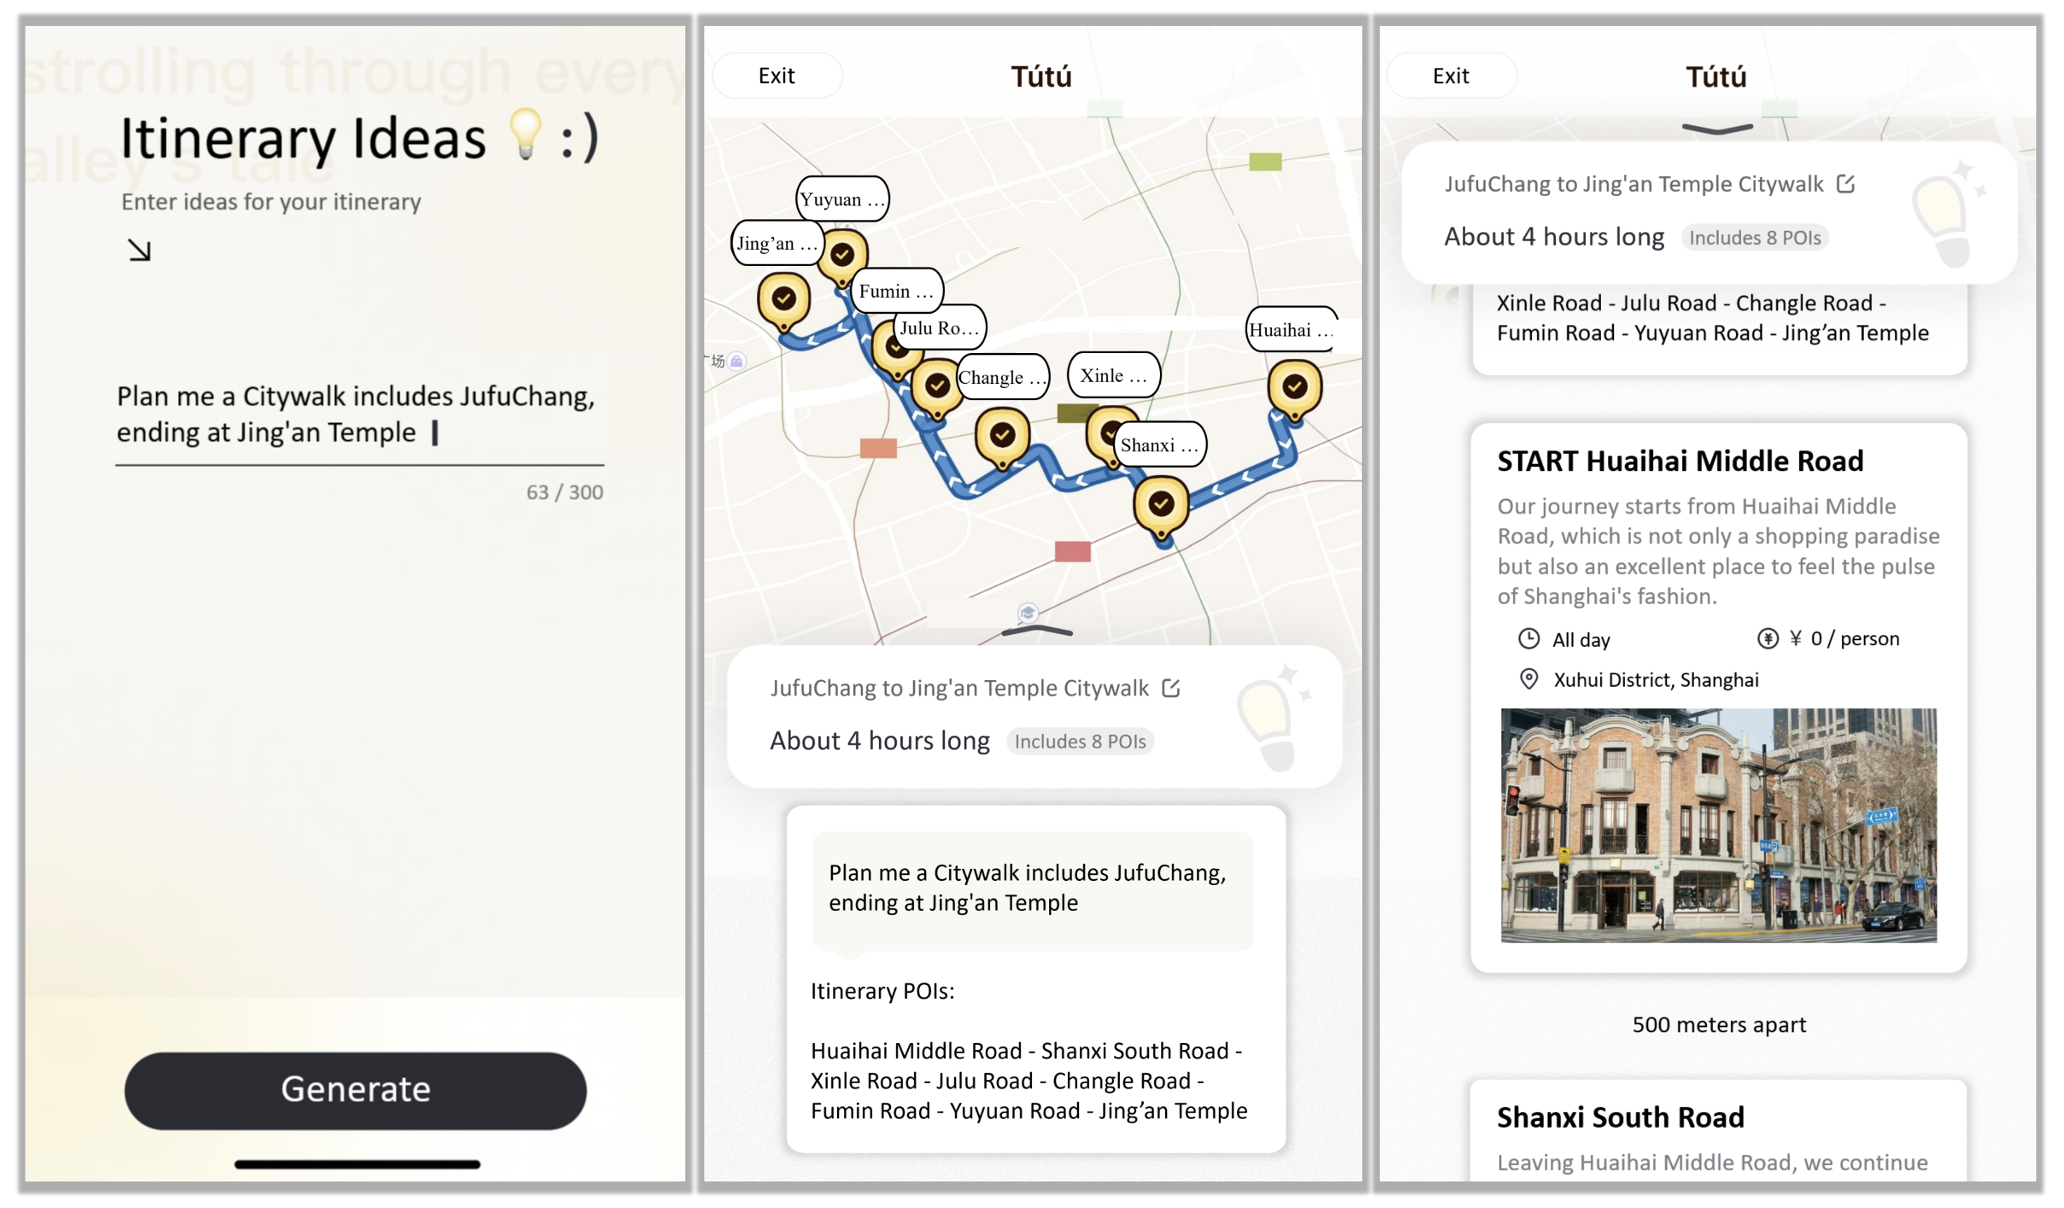 strolling through every
alley's tale
Itinerary Ideas 💡:)
Enter ideas for your itinerary
Plan me a Citywalk includes JufuChang,
ending at Jing'an Temple
63 / 300
Generate
Exit
Tútú
Yuyuan ...
Jing’an ...
Fumin ...
Julu Ro...
Changle ...
Xinle ...
Huaihai ...
Shanxi ...
广场
JufuChang to Jing'an Temple Citywalk
About 4 hours long
Includes 8 POIs
Plan me a Citywalk includes JufuChang,
ending at Jing'an Temple
Itinerary POIs:
Huaihai Middle Road - Shanxi South Road -
Xinle Road - Julu Road - Changle Road -
Fumin Road - Yuyuan Road - Jing’an Temple
Exit
Tútú
JufuChang to Jing'an Temple Citywalk
About 4 hours long
Includes 8 POIs
Xinle Road - Julu Road - Changle Road -
Fumin Road - Yuyuan Road - Jing’an Temple
START Huaihai Middle Road
Our journey starts from Huaihai Middle
Road, which is not only a shopping paradise
but also an excellent place to feel the pulse
of Shanghai's fashion.
All day
¥ 0 / person
Xuhui District, Shanghai
500 meters apart
Shanxi South Road
Leaving Huaihai Middle Road, we continue